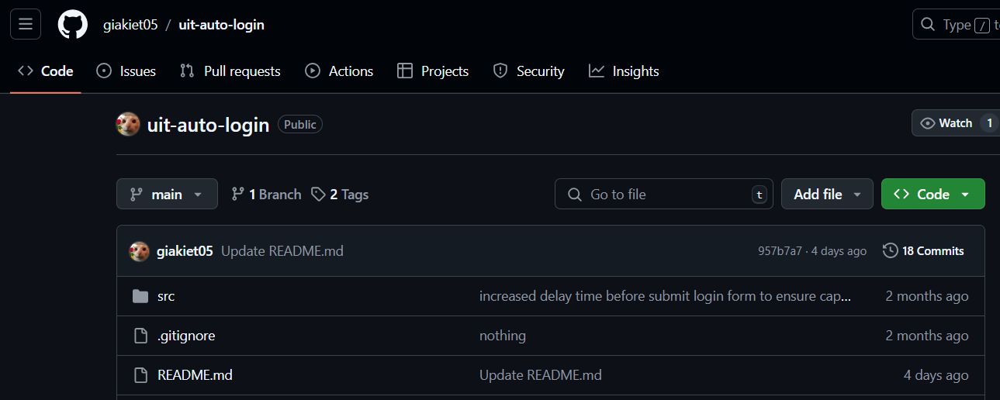 giakiet05 / uit-auto-login
Type / to
Code Issues Pull requests Actions Projects Security Insights
uit-auto-login Public
Watch 1
main 1 Branch 2 Tags Go to file t Add file Code
giakiet05 Update README.md 957b7a7 · 4 days ago 18 Commits
src increased delay time before submit login form to ensure cap... 2 months ago
.gitignore nothing 2 months ago
README.md Update README.md 4 days ago